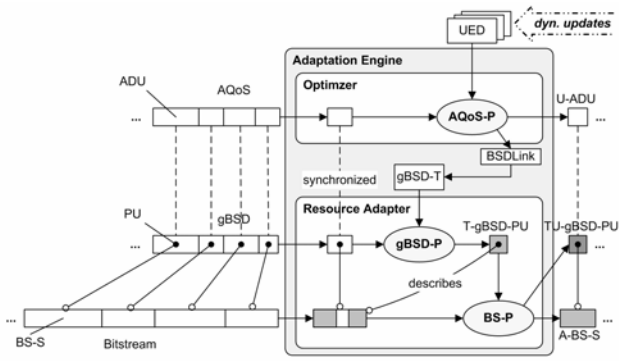 UED
dyn. updates
Adaptation Engine
ADU
AQoS
Optimzer
U-ADU
...
AQoS-P
...
BSDLink
synchronized
gBSD-T
PU
gBSD
Resource Adapter
T-gBSD-PU
TU-gBSD-PU
...
gBSD-P
...
describes
...
BS-P
...
BS-S
Bitstream
A-BS-S